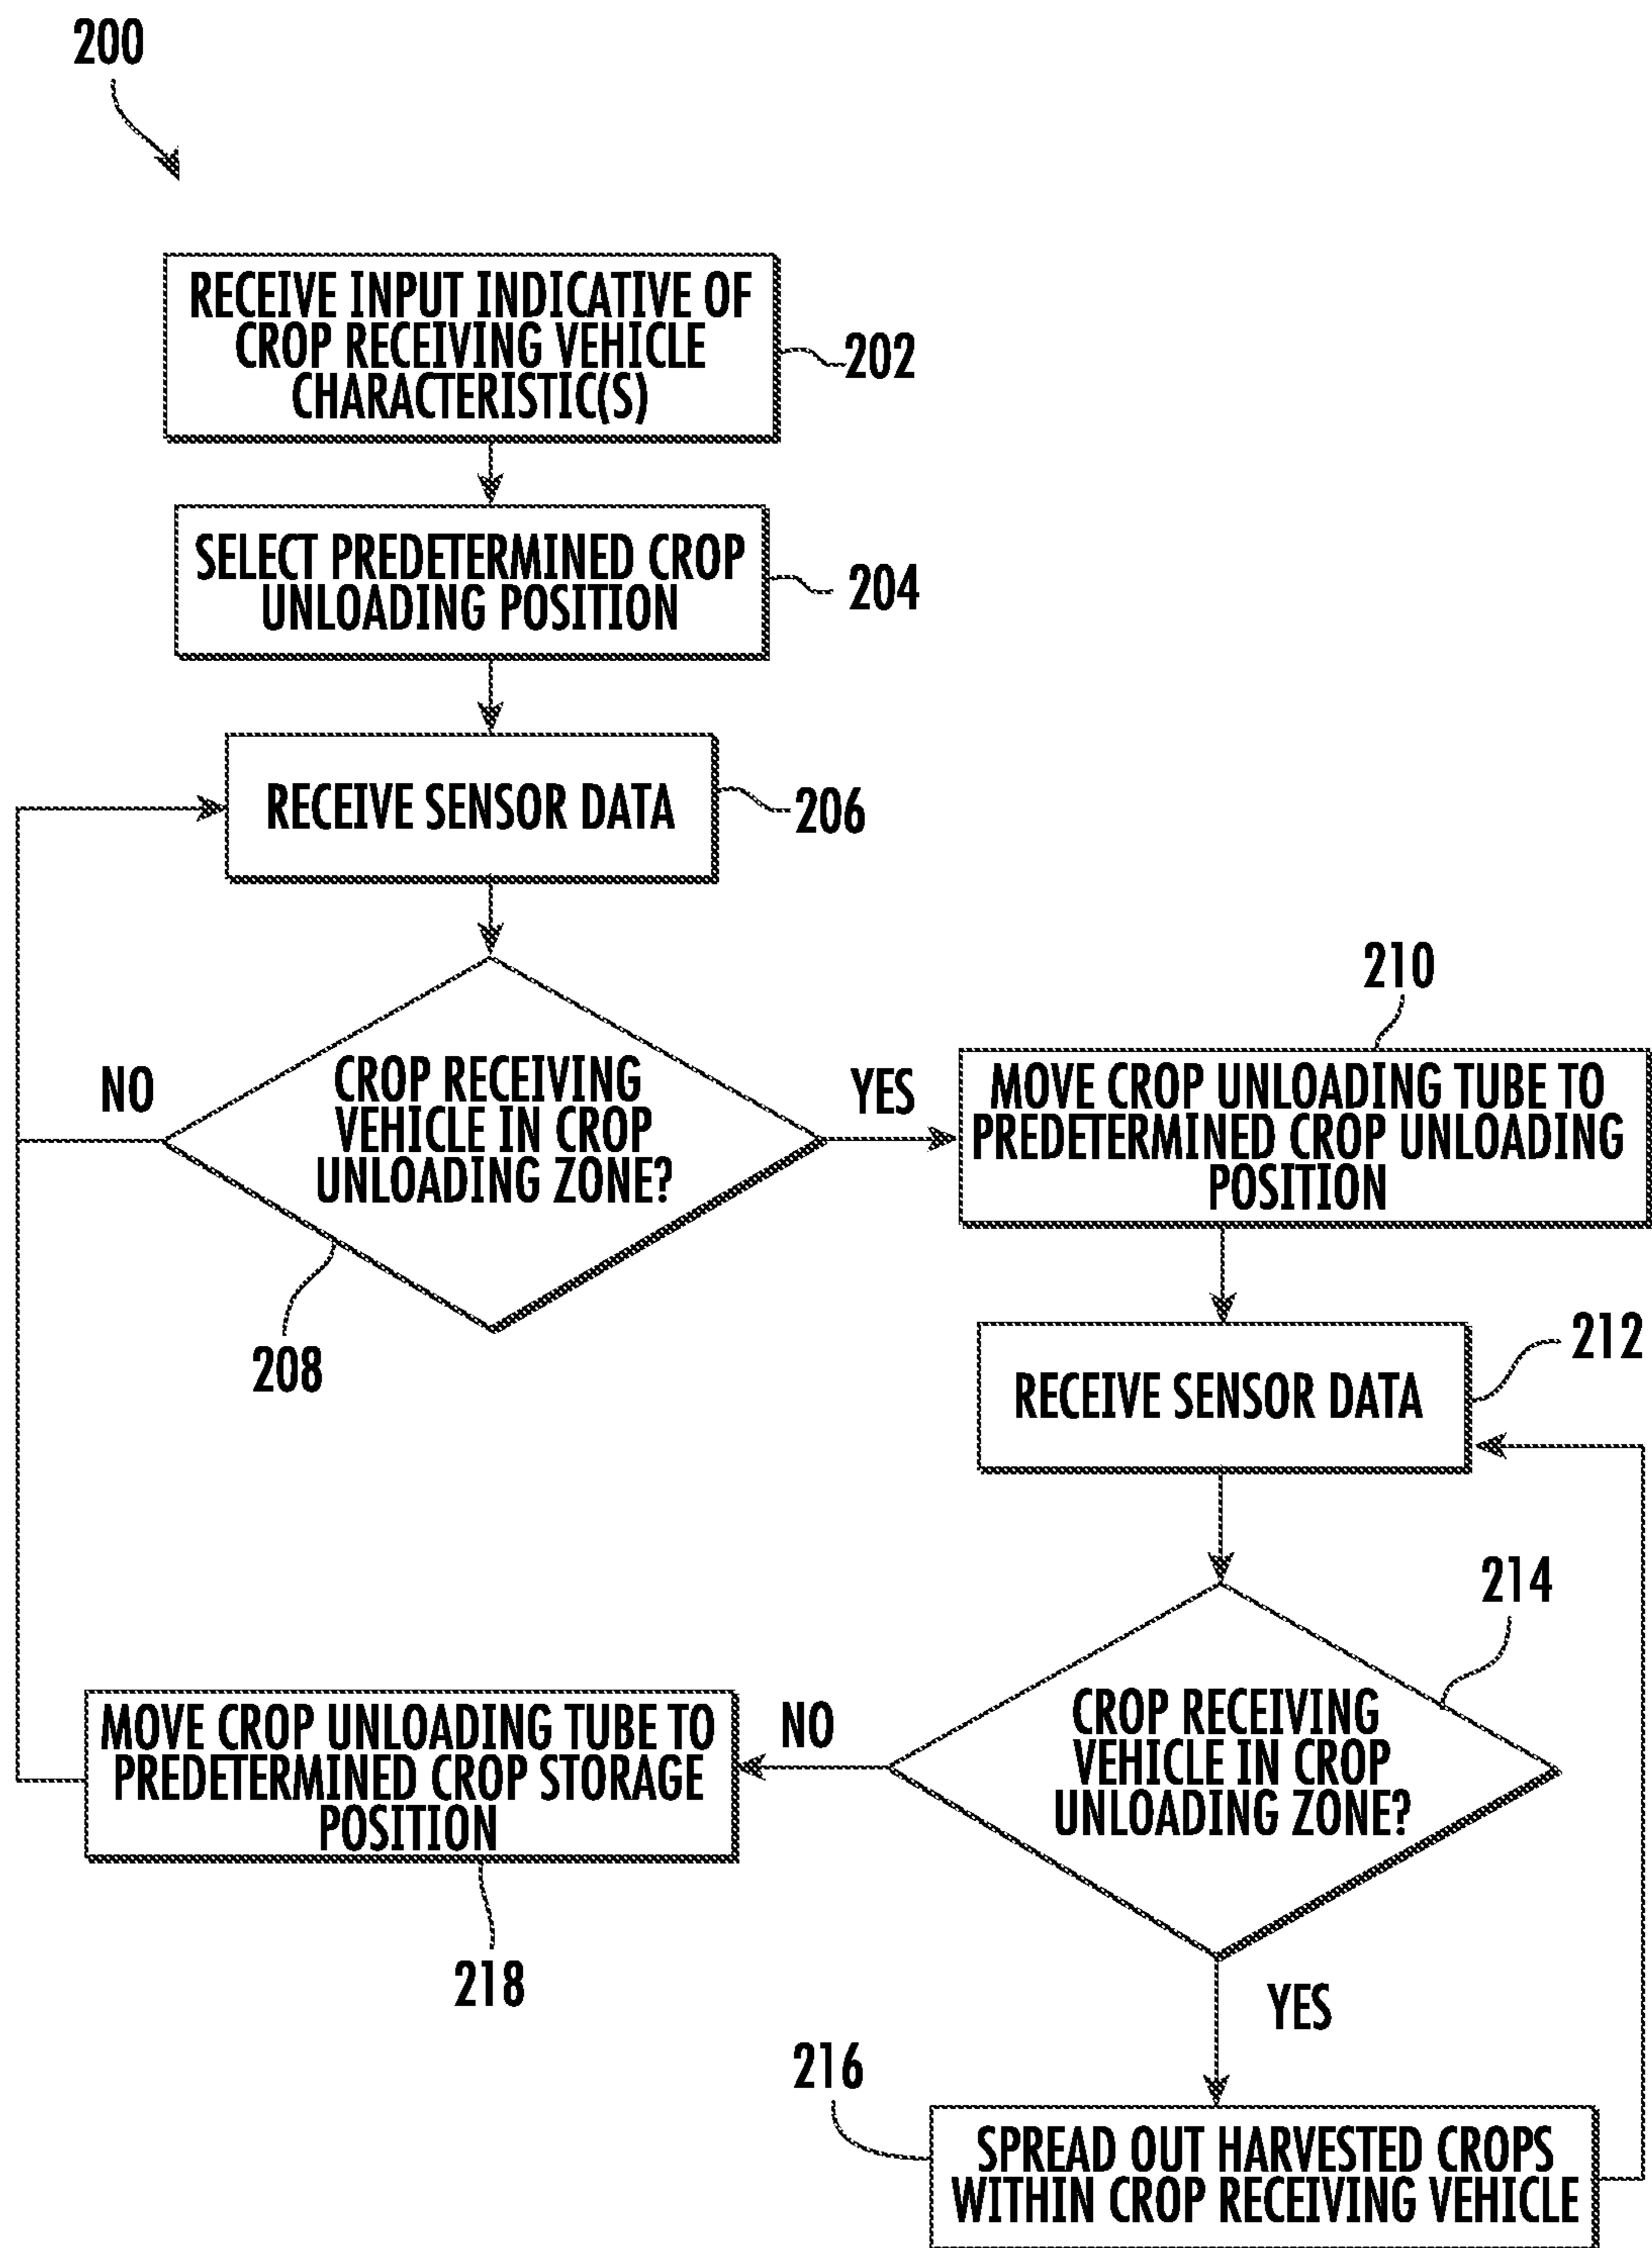 200
RECEIVE INPUT INDICATIVE OF
CROP RECEIVING VEHICLE
CHARACTERISTIC(S)
202
SELECT PREDETERMINED CROP
UNLOADING POSITION
204
RECEIVE SENSOR DATA
206
CROP RECEIVING
VEHICLE IN CROP
UNLOADING ZONE?
NO
YES
208
210
MOVE CROP UNLOADING TUBE TO
PREDETERMINED CROP UNLOADING
POSITION
212
RECEIVE SENSOR DATA
214
CROP RECEIVING
VEHICLE IN CROP
UNLOADING ZONE?
NO
YES
MOVE CROP UNLOADING TUBE TO
PREDETERMINED CROP STORAGE
POSITION
218
216
SPREAD OUT HARVESTED CROPS
WITHIN CROP RECEIVING VEHICLE